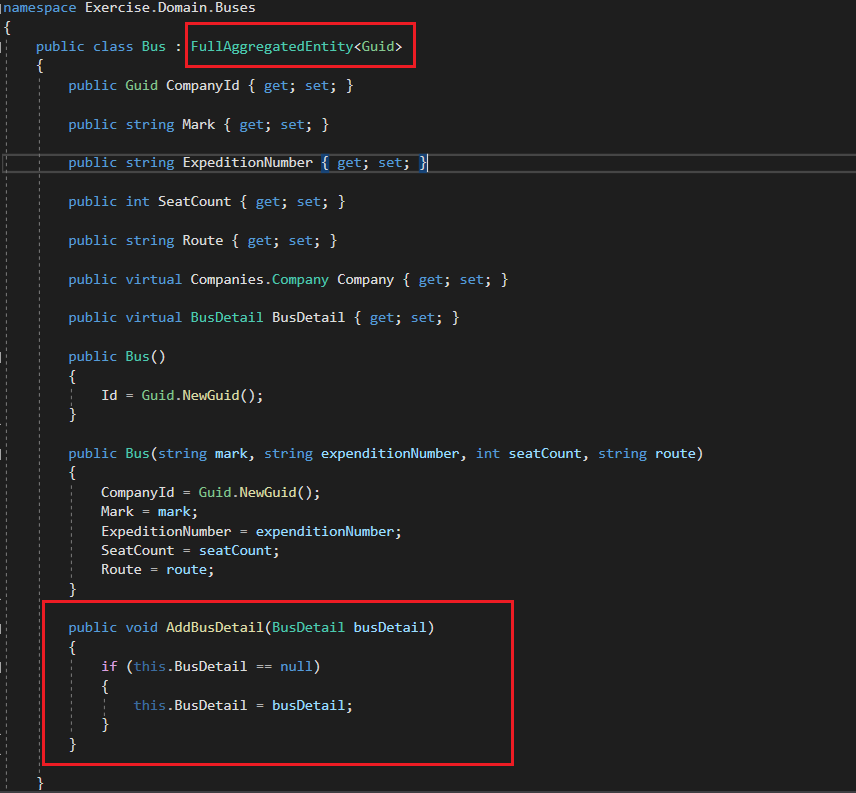 namespace Exercise.Domain.Buses
{
public class Bus : FullAggregatedEntity<Guid>
{
public Guid CompanyId { get; set; }
public string Mark { get; set; }
public string ExpeditionNumber { get; set; }
public int SeatCount { get; set; }
public string Route { get; set; }
public virtual Companies.Company Company { get; set; }
public virtual BusDetail BusDetail { get; set; }
public Bus()
{
Id = Guid.NewGuid();
}
public Bus(string mark, string expenditionNumber, int seatCount, string route)
{
CompanyId = Guid.NewGuid();
Mark = mark;
ExpeditionNumber = expenditionNumber;
SeatCount = seatCount;
Route = route;
}
public void AddBusDetail(BusDetail busDetail)
{
if (this.BusDetail == null)
{
this.BusDetail = busDetail;
}
}
}